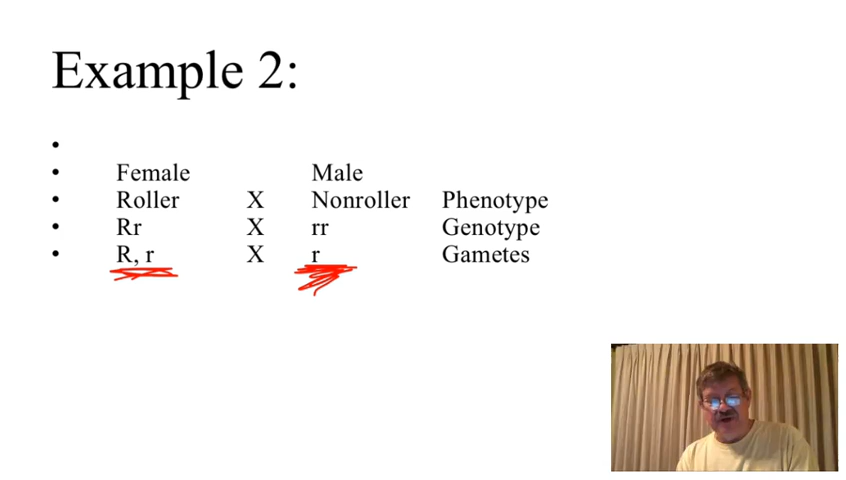 Example 2:
•
• Female Male
• Roller X Nonroller Phenotype
• Rr X rr Genotype
• R, r X r Gametes